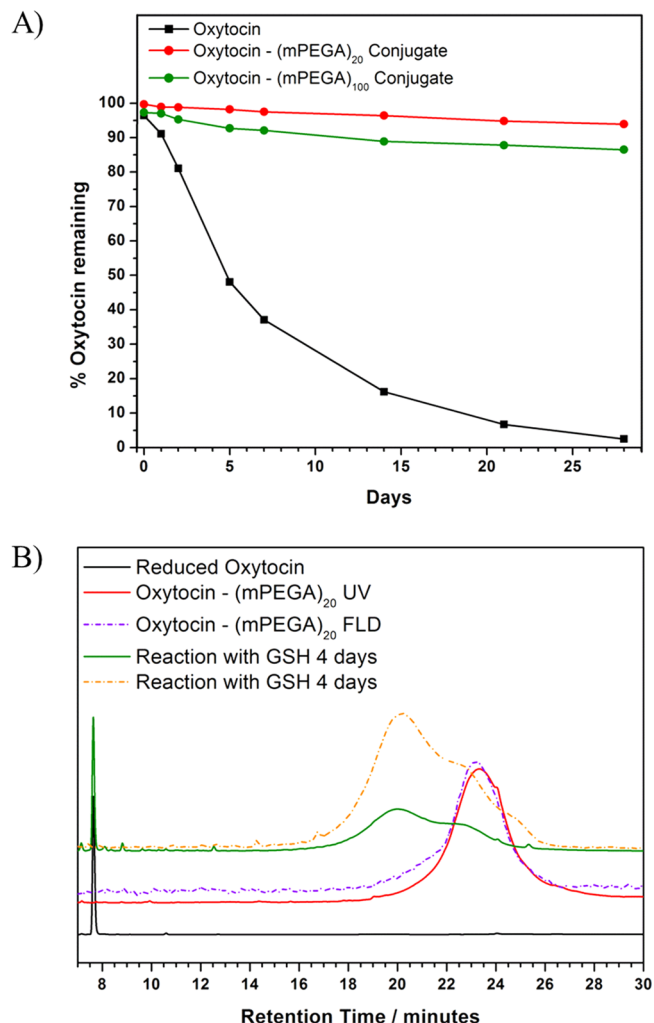 A)
Oxytocin
Oxytocin - (mPEGA)₂₀ Conjugate
Oxytocin - (mPEGA)₁₀₀ Conjugate
% Oxytocin remaining
100
90
80
70
60
50
40
30
20
10
0
0 5 10 15 20 25
Days
B)
Reduced Oxytocin
Oxytocin - (mPEGA)₂₀ UV
Oxytocin - (mPEGA)₂₀ FLD
Reaction with GSH 4 days
Reaction with GSH 4 days
8 10 12 14 16 18 20 22 24 26 28 30
Retention Time / minutes